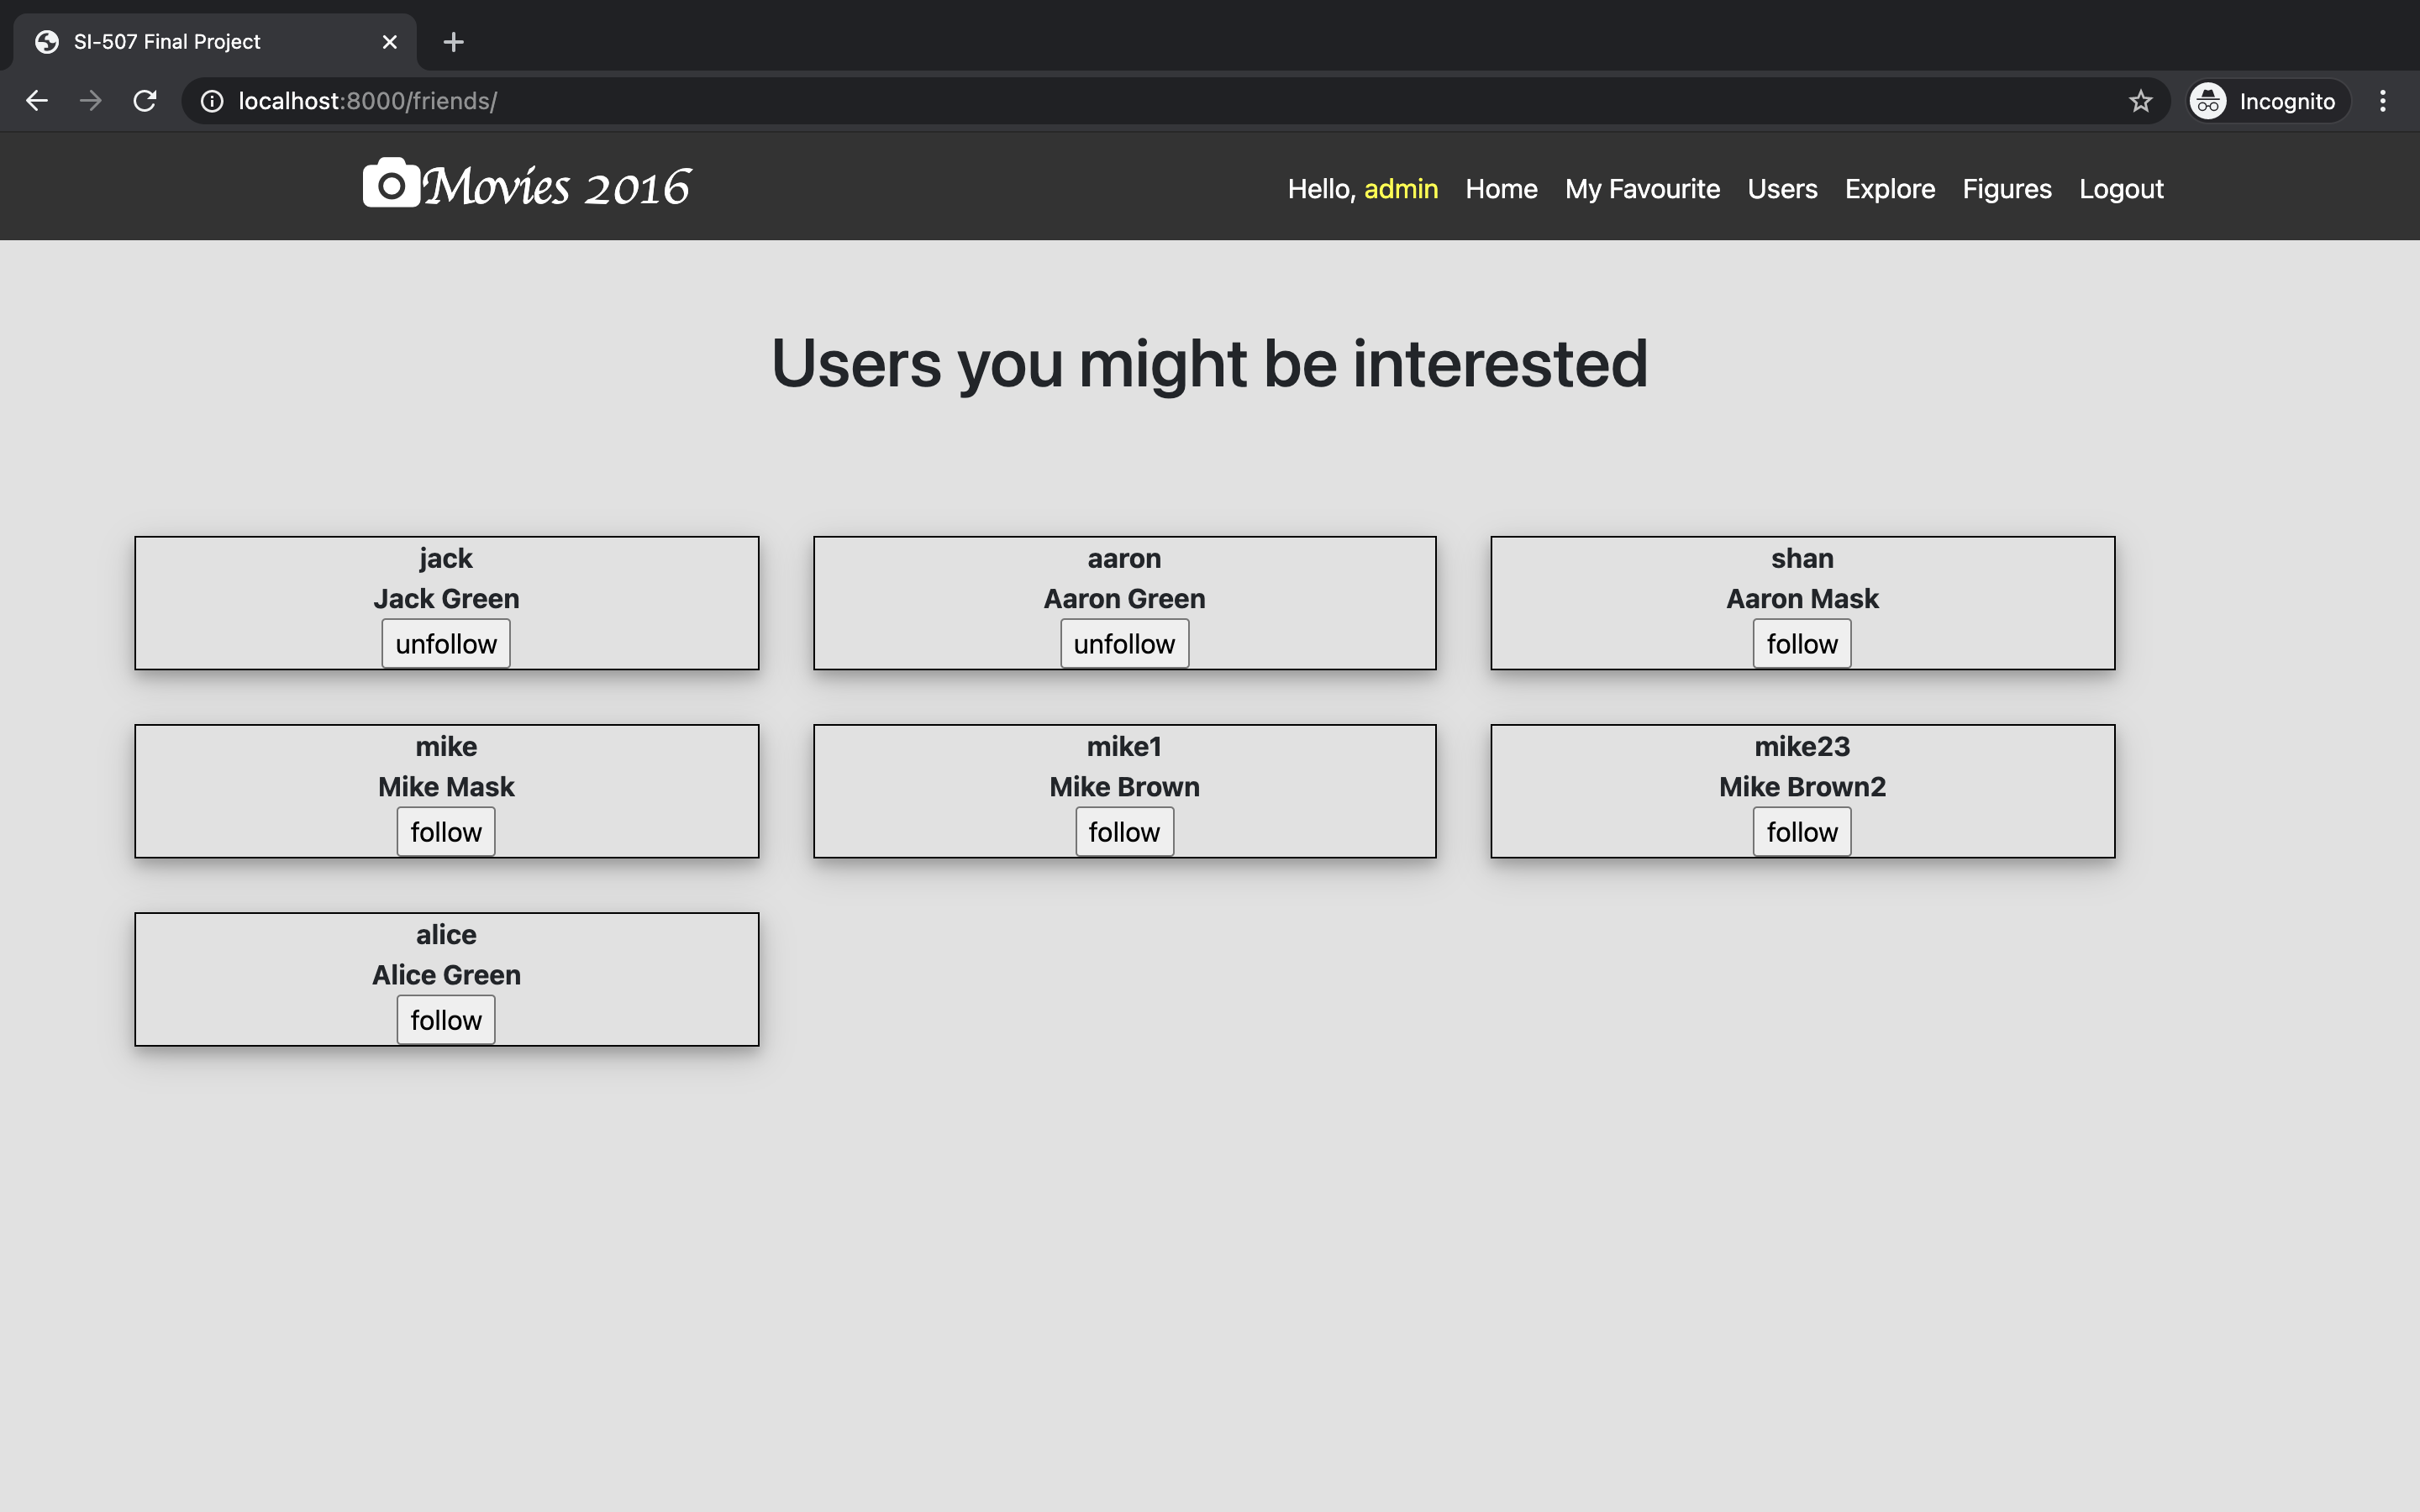 SI-507 Final Project
localhost:8000/friends/
Incognito
Movies 2016
Hello, admin Home My Favourite Users Explore Figures Logout
Users you might be interested
jack
Jack Green
unfollow
aaron
Aaron Green
unfollow
shan
Aaron Mask
follow
mike
Mike Mask
follow
mike1
Mike Brown
follow
mike23
Mike Brown2
follow
alice
Alice Green
follow